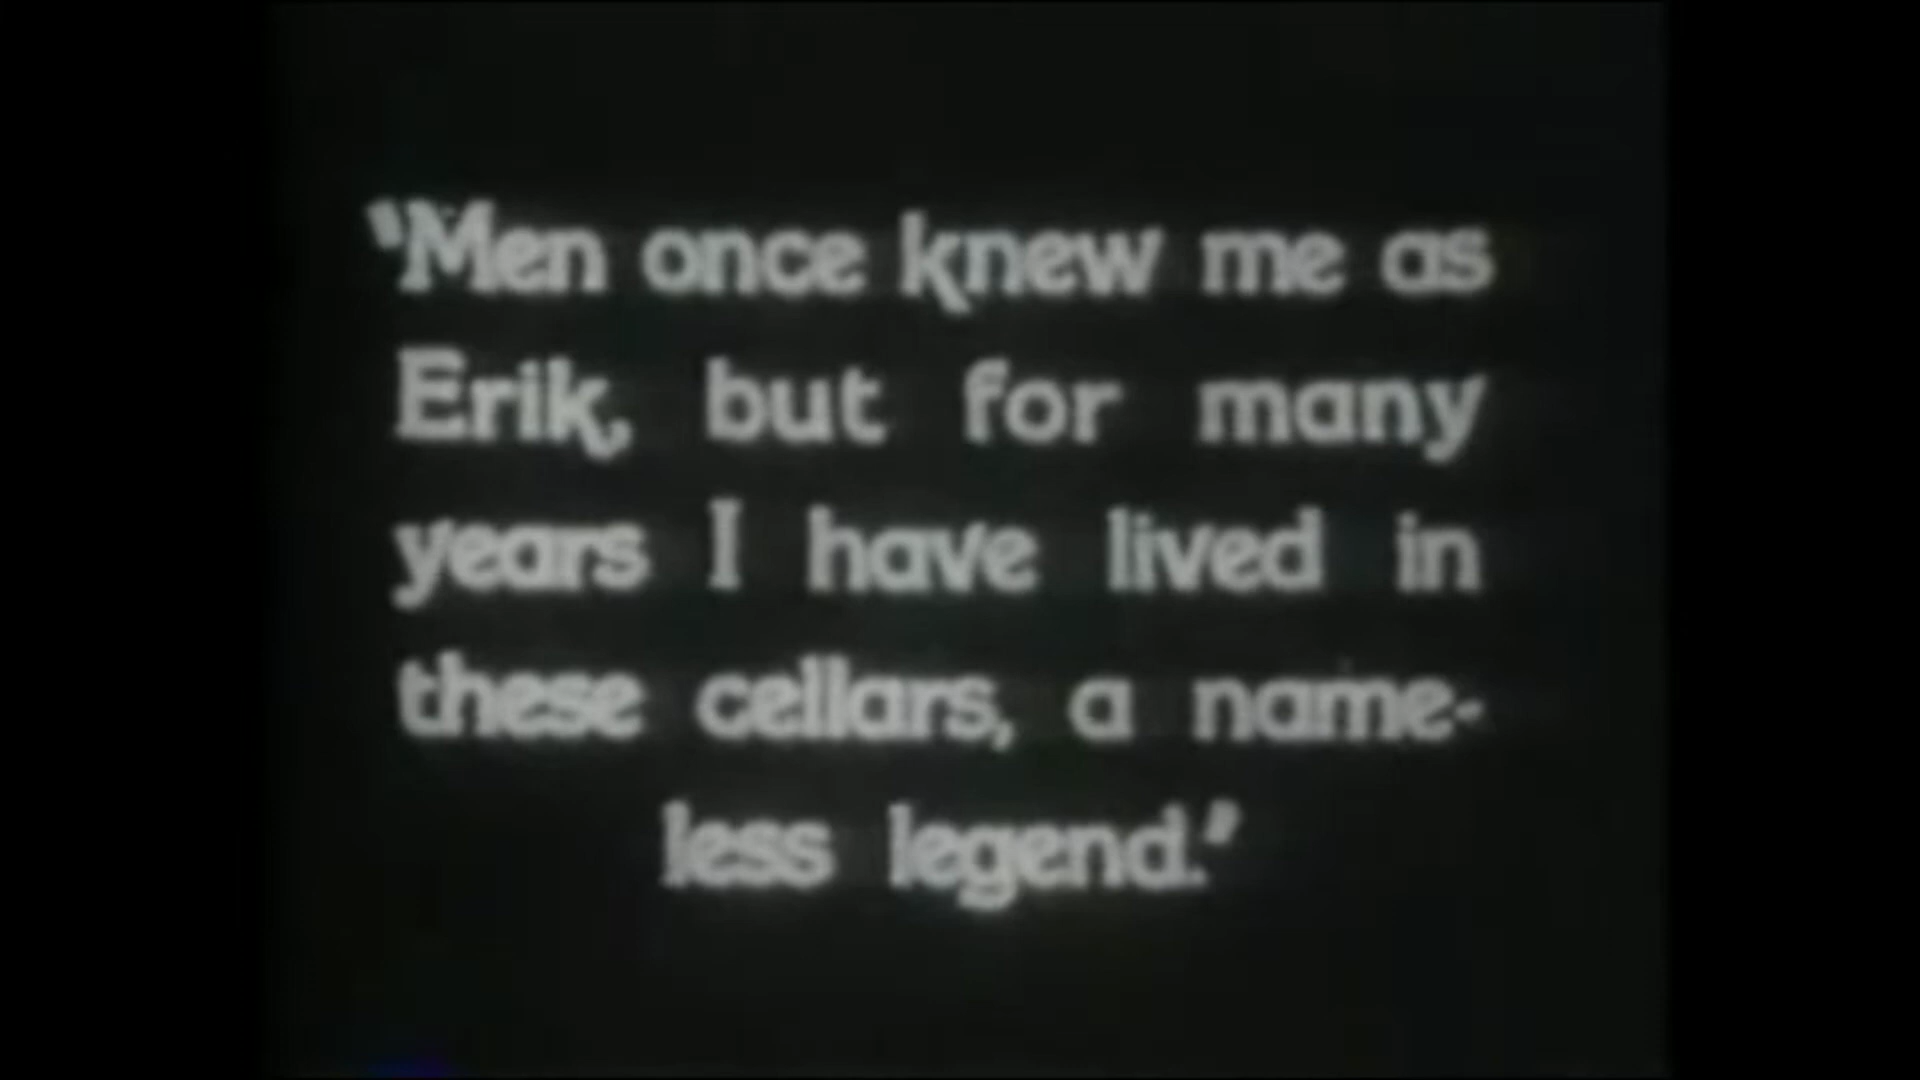 "Men once knew me as
Erik, but for many
years I have lived in
these cellars, a name-
less legend."